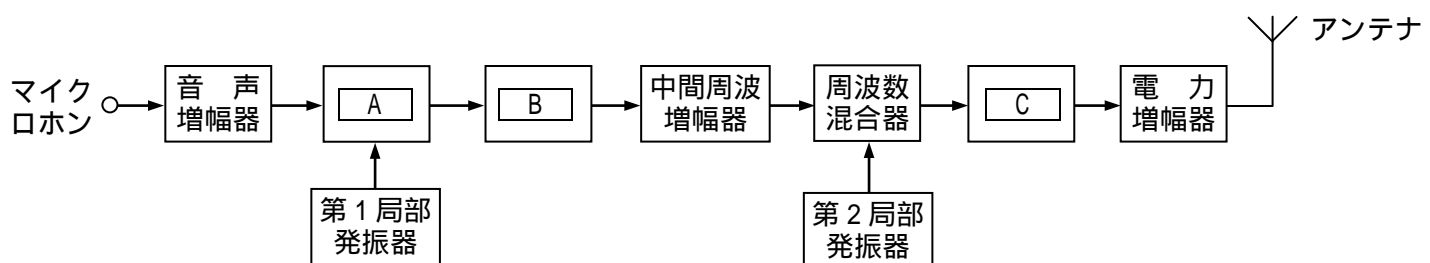 アンテナ
マイク
ロホン
音 声
増幅器
A
B
中間周波
増幅器
周波数
混合器
C
電 力
増幅器
第1局部
発振器
第2局部
発振器